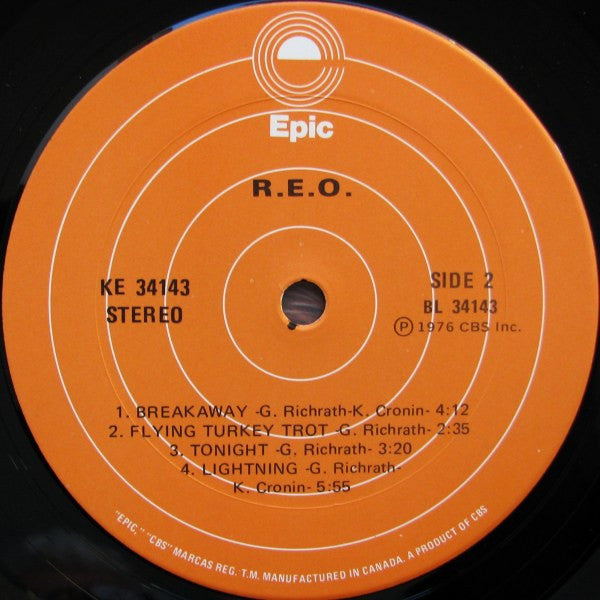 Epic
R.E.O.
KE 34143
STEREO
SIDE 2
BL 34143
Ⓟ 1976 CBS Inc.
1. BREAKAWAY -G. Richrath-K. Cronin- 4:12
2. FLYING TURKEY TROT -G. Richrath- 2:35
3. TONIGHT -G. Richrath- 3:20
4. LIGHTNING -G. Richrath-
K. Cronin- 5:55
"EPIC," "CBS" MARCAS REG. T.M. MANUFACTURED IN CANADA. A PRODUCT OF CBS